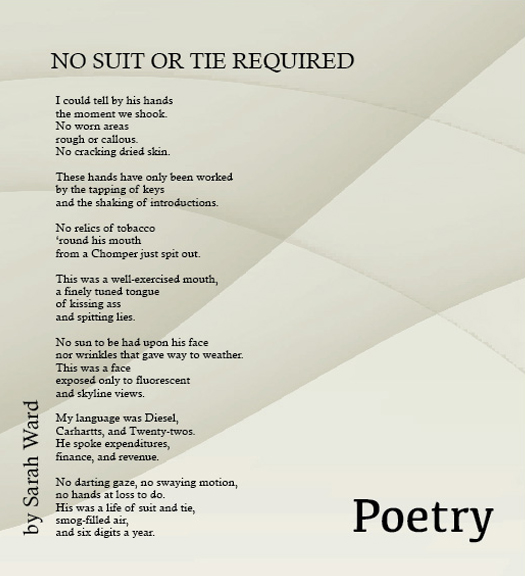 NO SUIT OR TIE REQUIRED
I could tell by his hands
the moment we shook.
No worn areas
rough or callous.
No cracking dried skin.
These hands have only been worked
by the tapping of keys
and the shaking of introductions.
No relics of tobacco
‘round his mouth
from a Chomper just spit out.
This was a well-exercised mouth,
a finely tuned tongue
of kissing ass
and spitting lies.
No sun to be had upon his face
nor wrinkles that gave way to weather.
This was a face
exposed only to fluorescent
and skyline views.
My language was Diesel,
Carhartts, and Twenty-twos.
He spoke expenditures,
finance, and revenue.
No darting gaze, no swaying motion,
no hands at loss to do.
His was a life of suit and tie,
smog-filled air,
and six digits a year.
by Sarah Ward
Poetry